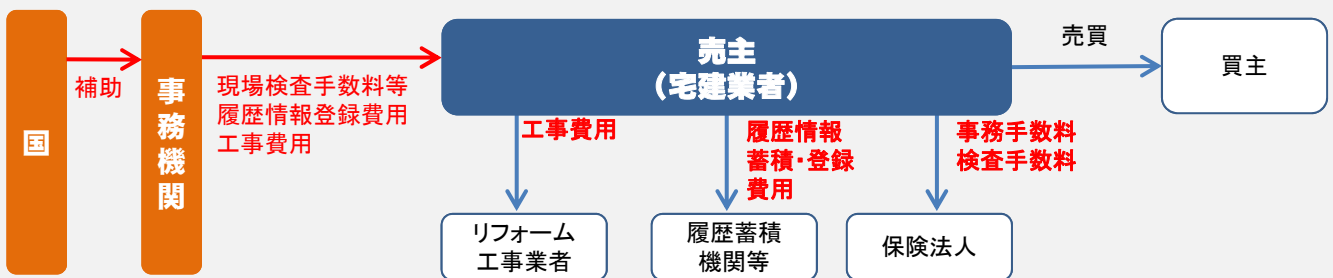 国
補助
事務機関
現場検査手数料等
履歴情報登録費用
工事費用
売主
（宅建業者）
売買
買主
工事費用
履歴情報
蓄積・登録
費用
事務手数料
検査手数料
リフォーム
工事業者
履歴蓄積
機関等
保険法人